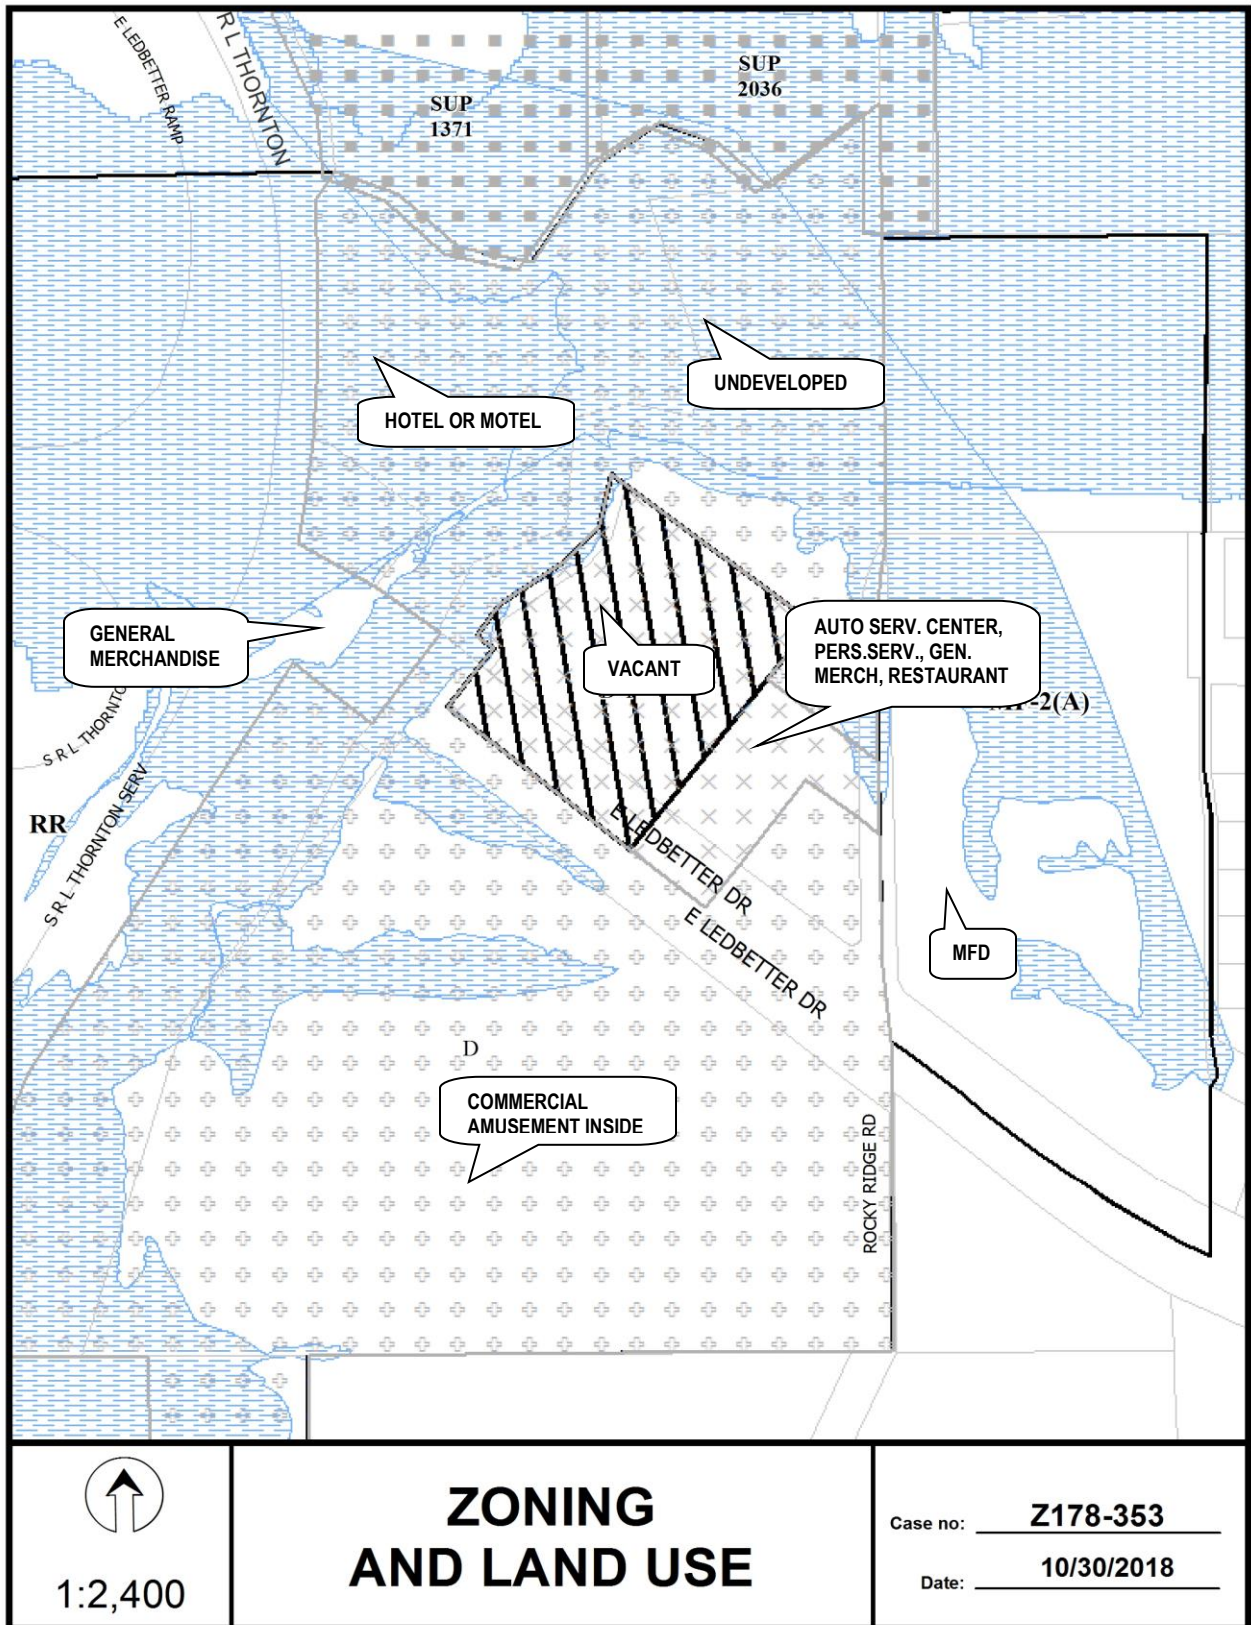 E LEDBETTER RAMP
R L THORNTON
SUP
1371
SUP
2036
UNDEVELOPED
HOTEL OR MOTEL
GENERAL
MERCHANDISE
VACANT
AUTO SERV. CENTER,
PERS.SERV., GEN.
MERCH, RESTAURANT
-2(A)
S R L THORNTO
S R L THORNTON SERV
RR
E LEDBETTER DR
E LEDBETTER DR
MFD
D
COMMERCIAL
AMUSEMENT INSIDE
ROCKY RIDGE RD
1:2,400
ZONING
AND LAND USE
Case no: Z178-353
Date: 10/30/2018